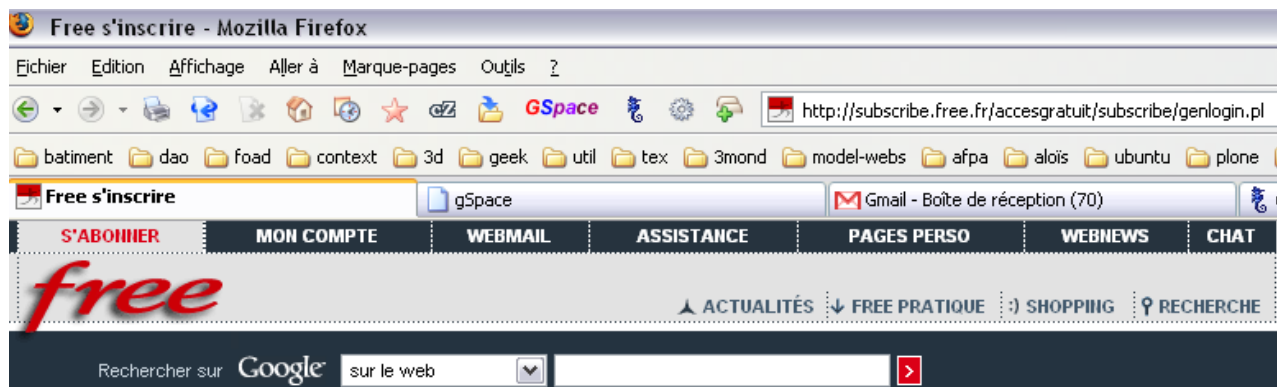 Free s'inscrire - Mozilla Firefox
Eichier Edition Affichage Aller à Marque-pages Outils ?
GSpace http://subscribe.free.fr/accesgratuit/subscribe/genlogin.pl
batiment dao foad context 3d geek util tex 3mond model-webs afpa aloïs ubuntu plone
Free s'inscrire gSpace Gmail - Boîte de réception (70)
S'ABONNER MON COMPTE WEBMAIL ASSISTANCE PAGES PERSO WEBNEWS CHAT
free
ACTUALITÉS FREE PRATIQUE :) SHOPPING RECHERCHE
Rechercher sur Google sur le web